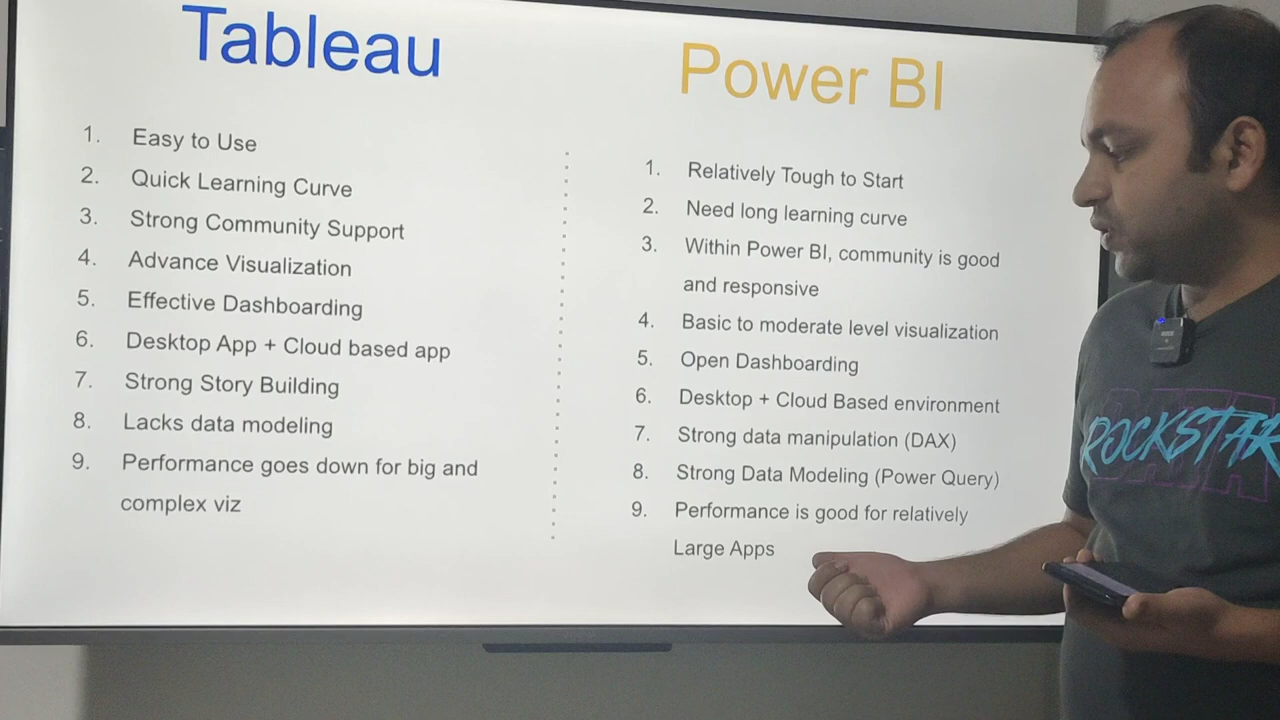 Tableau
1. Easy to Use
2. Quick Learning Curve
3. Strong Community Support
4. Advance Visualization
5. Effective Dashboarding
6. Desktop App + Cloud based app
7. Strong Story Building
8. Lacks data modeling
9. Performance goes down for big and
complex viz
Power BI
1. Relatively Tough to Start
2. Need long learning curve
3. Within Power BI, community is good
and responsive
4. Basic to moderate level visualization
5. Open Dashboarding
6. Desktop + Cloud Based environment
7. Strong data manipulation (DAX)
8. Strong Data Modeling (Power Query)
9. Performance is good for relatively
Large Apps
DATA
ROCKSTAR